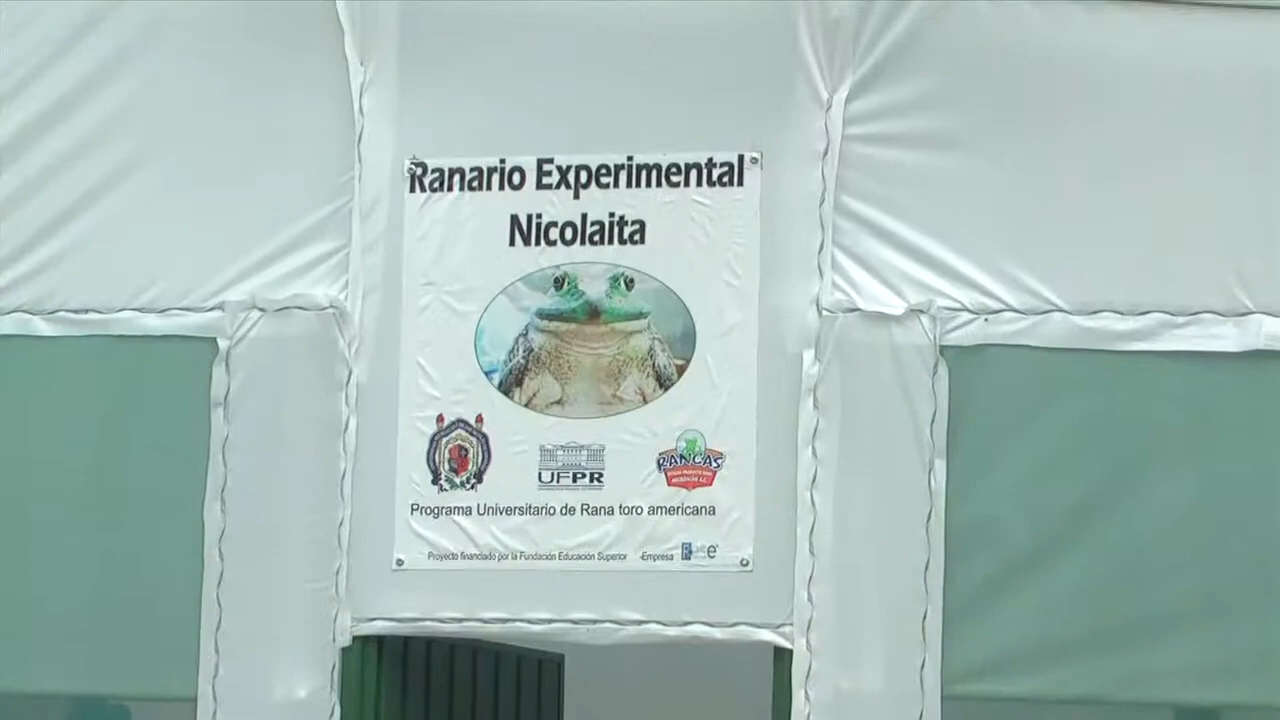 Ranario Experimental
Nicolaita
UFPR
RANCAS
Programa Universitario de Rana toro americana
Proyecto financiado por la Fundación Educación Superior -Empresa